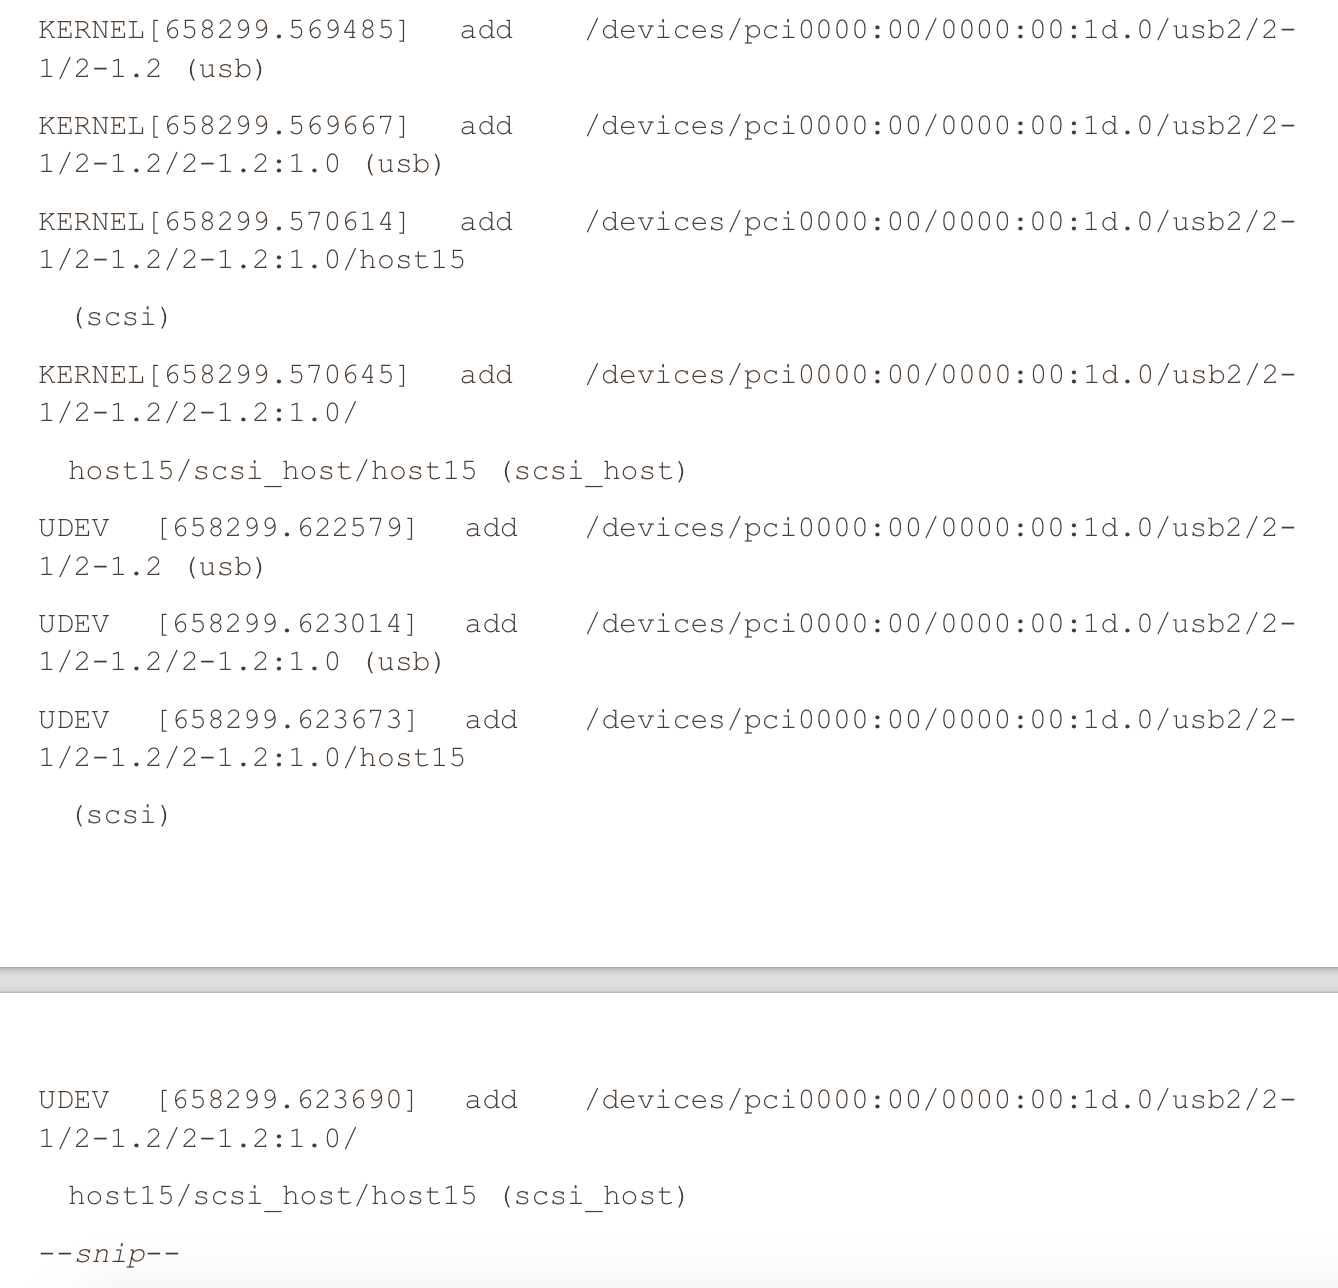 KERNEL[658299.569485] add /devices/pci0000:00/0000:00:1d.0/usb2/2-
1/2-1.2 (usb)
KERNEL[658299.569667] add /devices/pci0000:00/0000:00:1d.0/usb2/2-
1/2-1.2/2-1.2:1.0 (usb)
KERNEL[658299.570614] add /devices/pci0000:00/0000:00:1d.0/usb2/2-
1/2-1.2/2-1.2:1.0/host15
(scsi)
KERNEL[658299.570645] add /devices/pci0000:00/0000:00:1d.0/usb2/2-
1/2-1.2/2-1.2:1.0/
host15/scsi_host/host15 (scsi_host)
UDEV [658299.622579] add /devices/pci0000:00/0000:00:1d.0/usb2/2-
1/2-1.2 (usb)
UDEV [658299.623014] add /devices/pci0000:00/0000:00:1d.0/usb2/2-
1/2-1.2/2-1.2:1.0 (usb)
UDEV [658299.623673] add /devices/pci0000:00/0000:00:1d.0/usb2/2-
1/2-1.2/2-1.2:1.0/host15
(scsi)
UDEV [658299.623690] add /devices/pci0000:00/0000:00:1d.0/usb2/2-
1/2-1.2/2-1.2:1.0/
host15/scsi_host/host15 (scsi_host)
--snip--